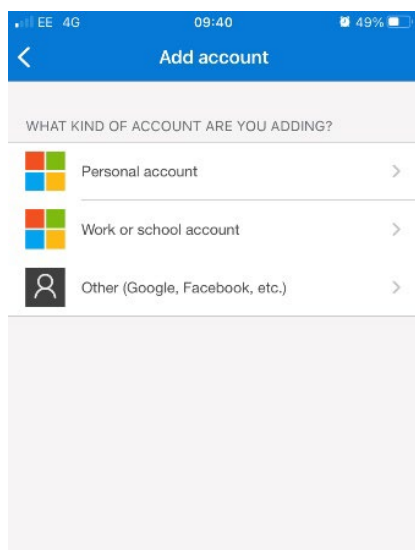 EE 4G 09:40 49%
Add account
WHAT KIND OF ACCOUNT ARE YOU ADDING?
Personal account
Work or school account
Other (Google, Facebook, etc.)